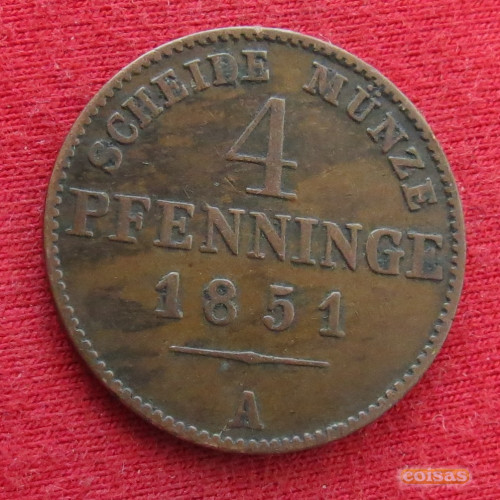 SCHEIDE MÜNZE
4
PFENNINGE
1851
A
coisas